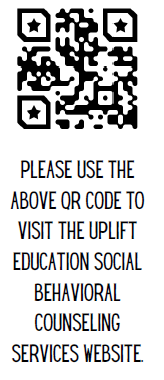 PLEASE USE THE
ABOVE QR CODE TO
VISIT THE UPLIFT
EDUCATION SOCIAL
BEHAVIORAL
COUNSELING
SERVICES WEBSITE.